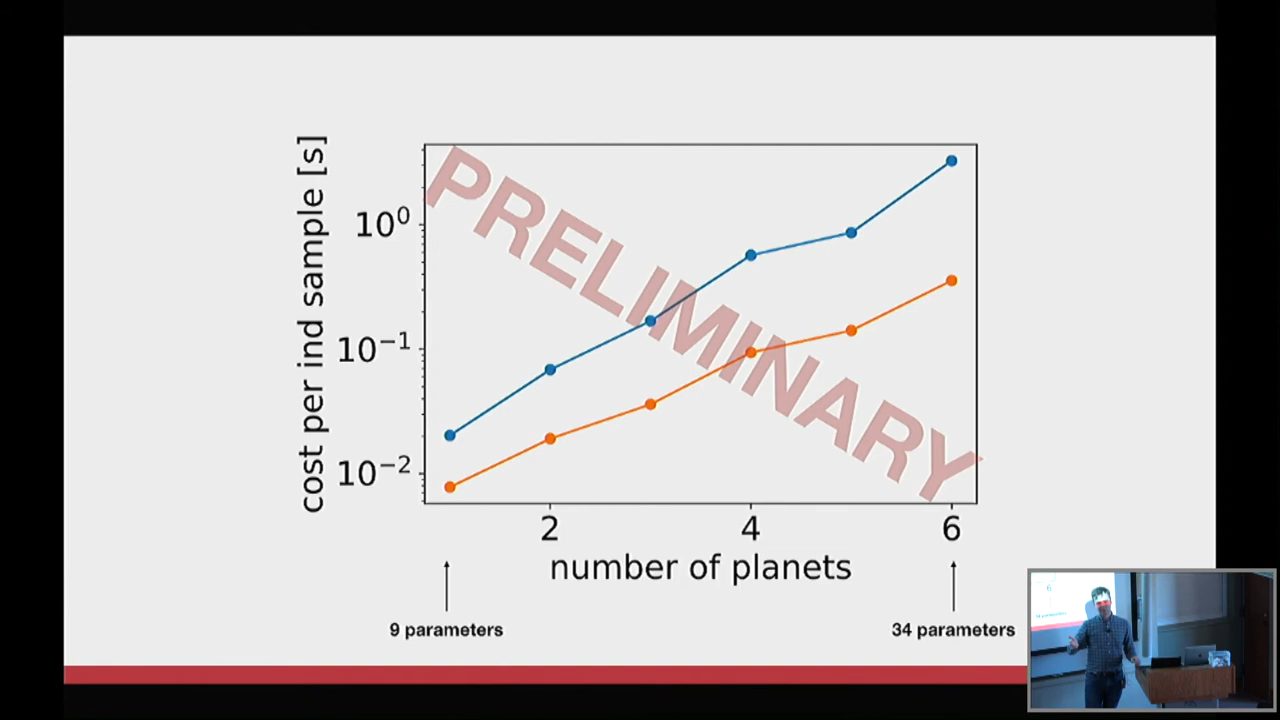 PRELIMINARY
cost per ind sample [s]
10⁰
10⁻¹
10⁻²
2 4 6
number of planets
9 parameters 34 parameters
6